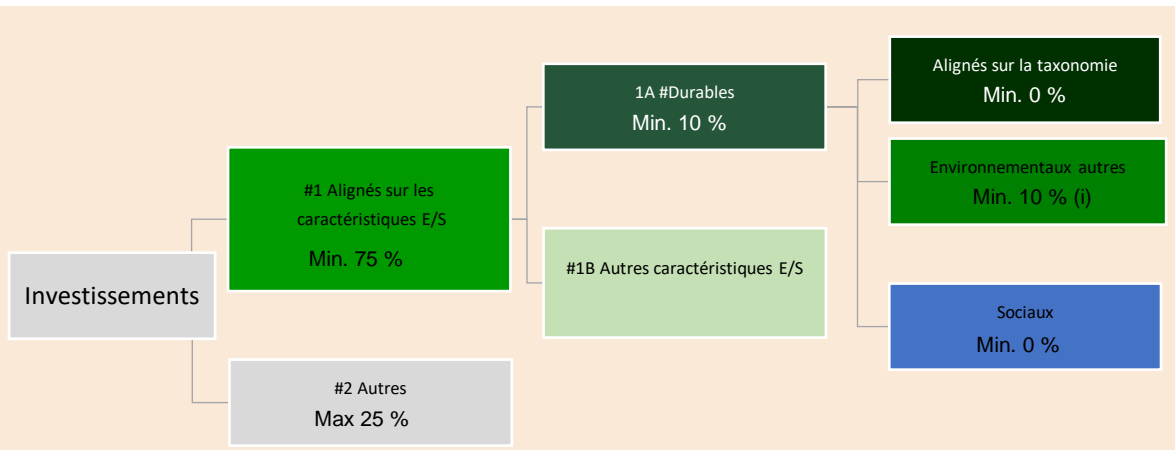 Investissements
#1 Alignés sur les
caractéristiques E/S
Min. 75 %
#2 Autres
Max 25 %
1A #Durables
Min. 10 %
#1B Autres caractéristiques E/S
Alignés sur la taxonomie
Min. 0 %
Environnementaux autres
Min. 10 % (i)
Sociaux
Min. 0 %